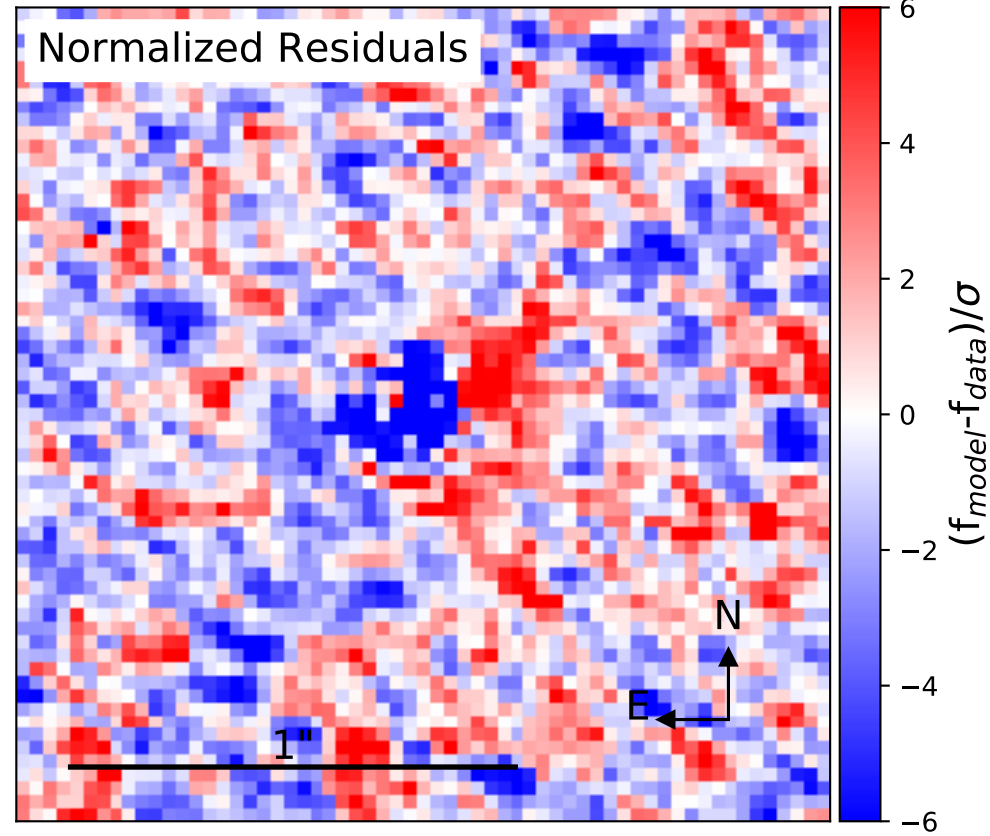 Normalized Residuals
6
4
2
0
−2
−4
−6
(f_model-f_data)/σ
N
E
1"